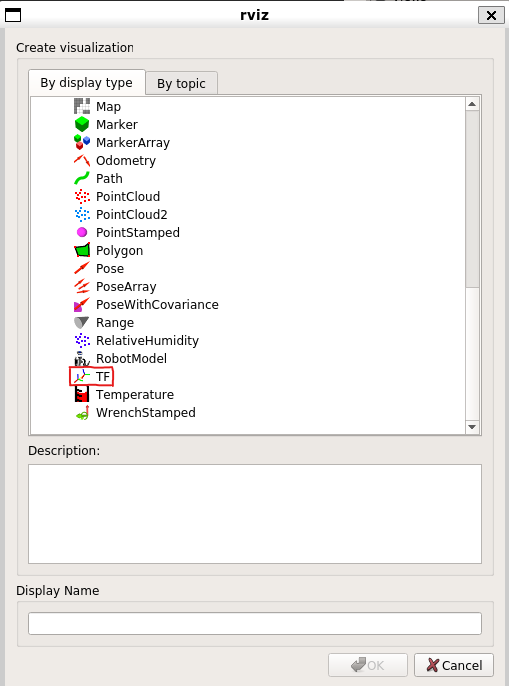 rviz
Create visualization
By display type
By topic
Map
Marker
MarkerArray
Odometry
Path
PointCloud
PointCloud2
PointStamped
Polygon
Pose
PoseArray
PoseWithCovariance
Range
RelativeHumidity
RobotModel
TF
Temperature
WrenchStamped
Description:
Display Name
OK
Cancel